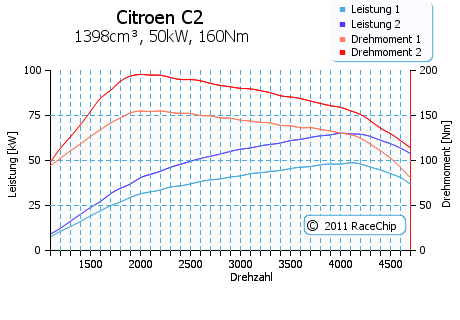 Citroen C2
1398cm³, 50kW, 160Nm
Leistung 1
Leistung 2
Drehmoment 1
Drehmoment 2
Leistung [kW]
100
75
50
25
0
1500 2000 2500 3000 3500 4000 4500
Drehzahl
200
150
100
50
0
Drehmoment [Nm]
© 2011 RaceChip